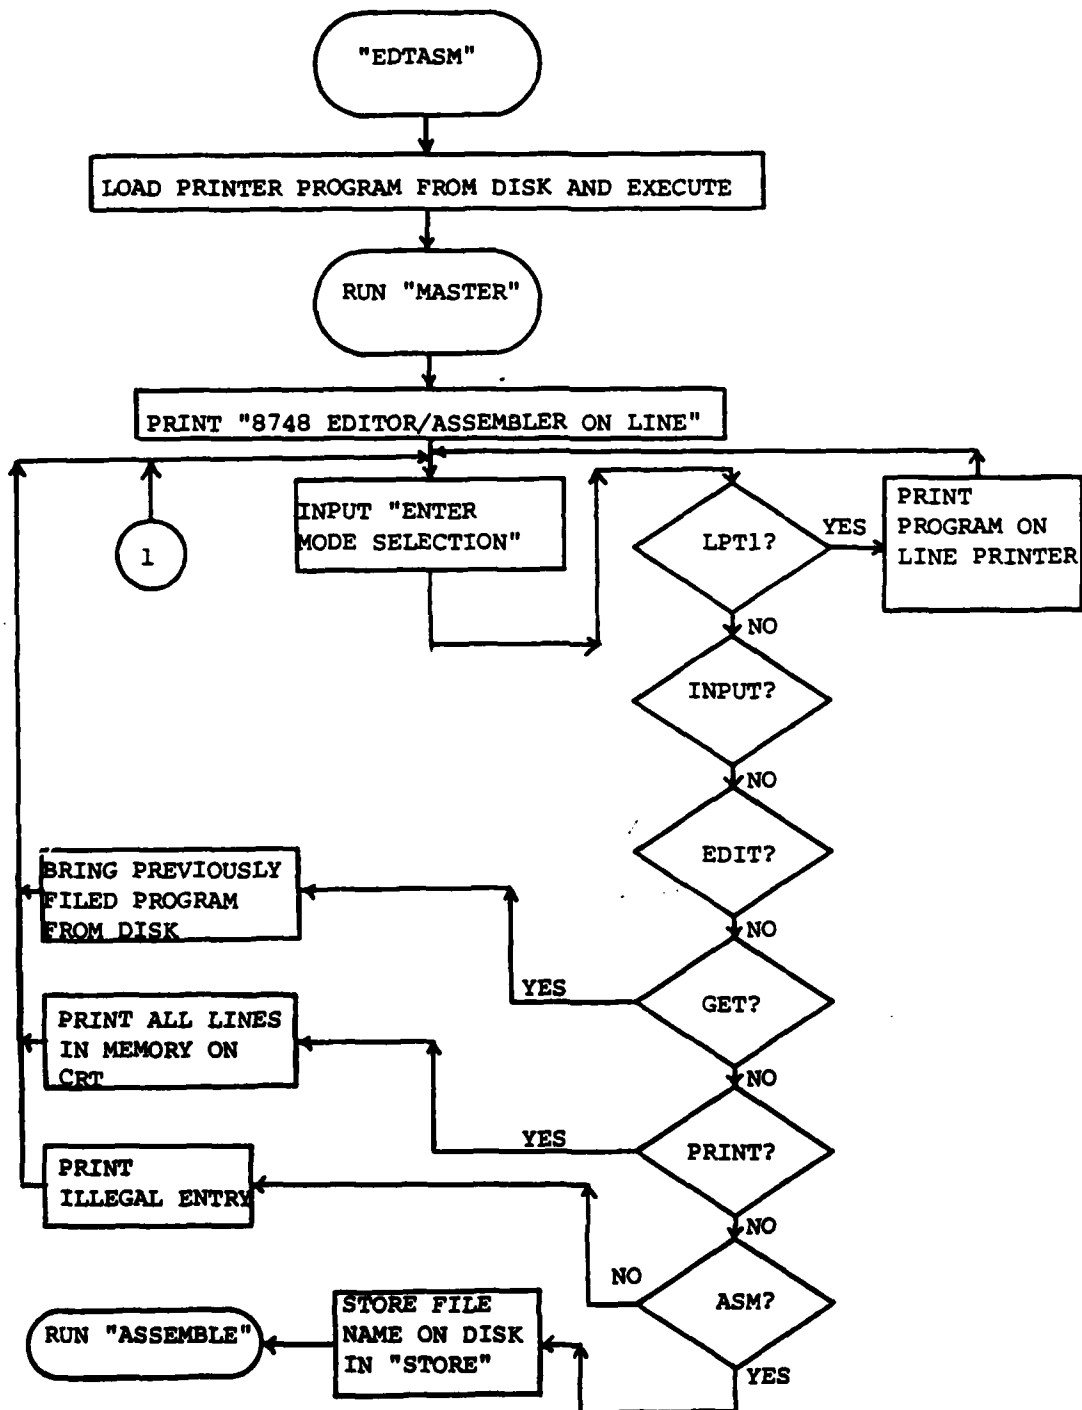 "EDTASM"
LOAD PRINTER PROGRAM FROM DISK AND EXECUTE
RUN "MASTER"
PRINT "8748 EDITOR/ASSEMBLER ON LINE"
INPUT "ENTER
MODE SELECTION"
1
LPT1?
YES
PRINT
PROGRAM ON
LINE PRINTER
NO
INPUT?
NO
EDIT?
NO
BRING PREVIOUSLY
FILED PROGRAM
FROM DISK
YES
GET?
NO
PRINT ALL LINES
IN MEMORY ON
CRT
YES
PRINT?
NO
PRINT
ILLEGAL ENTRY
NO
ASM?
YES
STORE FILE
NAME ON DISK
IN "STORE"
RUN "ASSEMBLE"